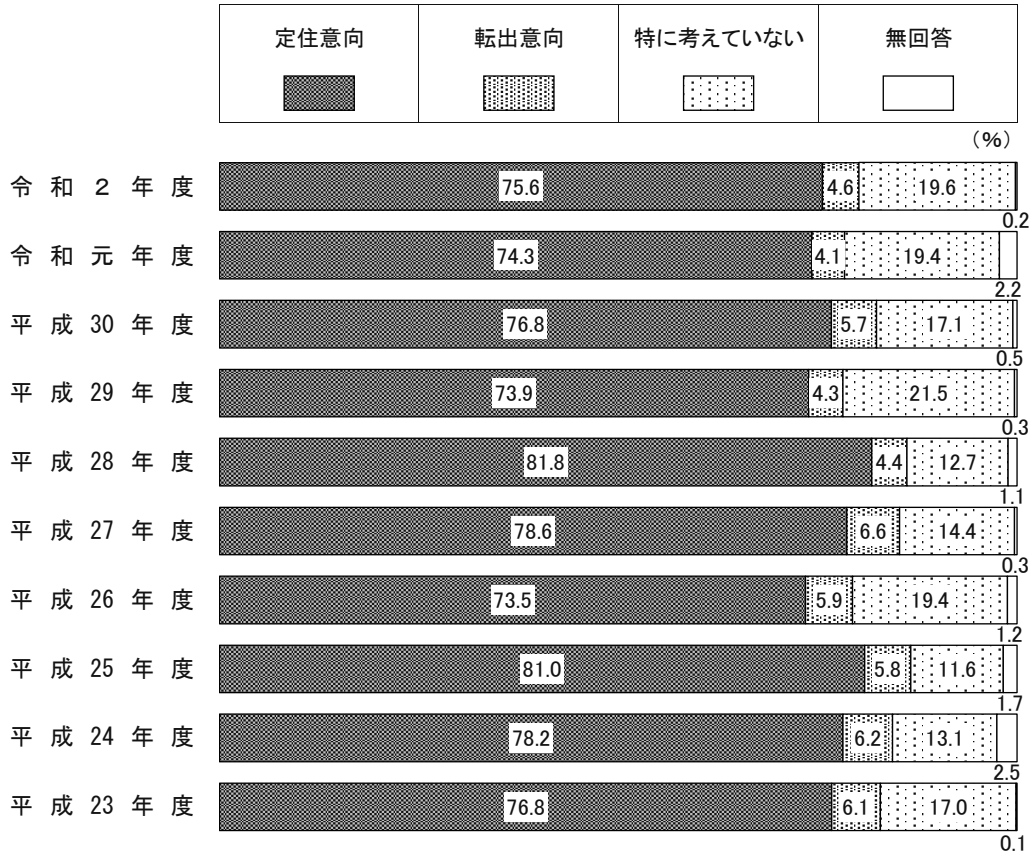 定住意向 転出意向 特に考えていない 無回答
(%)
令和2年度 75.6 4.6 19.6 0.2
令和元年度 74.3 4.1 19.4 2.2
平成30年度 76.8 5.7 17.1 0.5
平成29年度 73.9 4.3 21.5 0.3
平成28年度 81.8 4.4 12.7 1.1
平成27年度 78.6 6.6 14.4 0.3
平成26年度 73.5 5.9 19.4 1.2
平成25年度 81.0 5.8 11.6 1.7
平成24年度 78.2 6.2 13.1 2.5
平成23年度 76.8 6.1 17.0 0.1